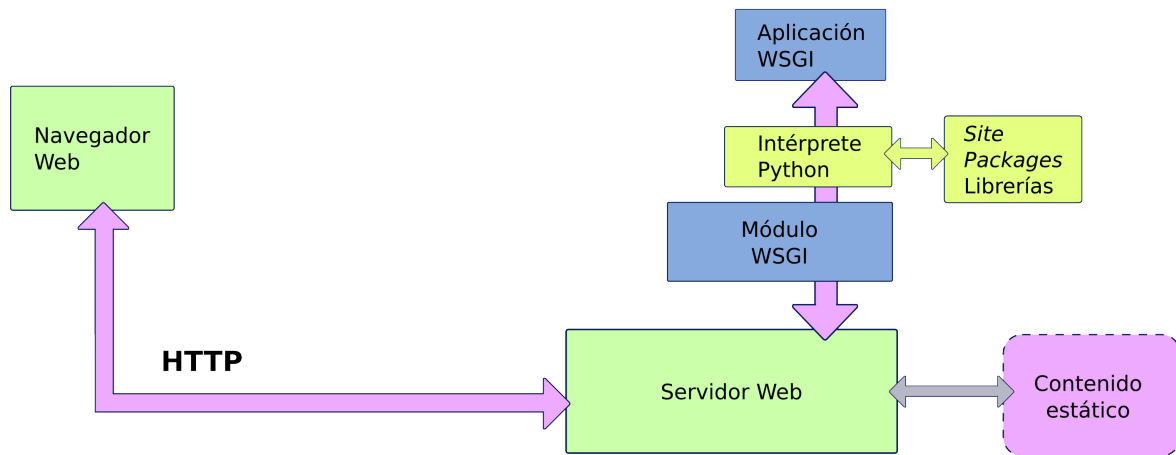 Aplicación
WSGI
Navegador
Web
Intérprete
Python
Site
Packages
Librerías
Módulo
WSGI
HTTP
Servidor Web
Contenido
estático